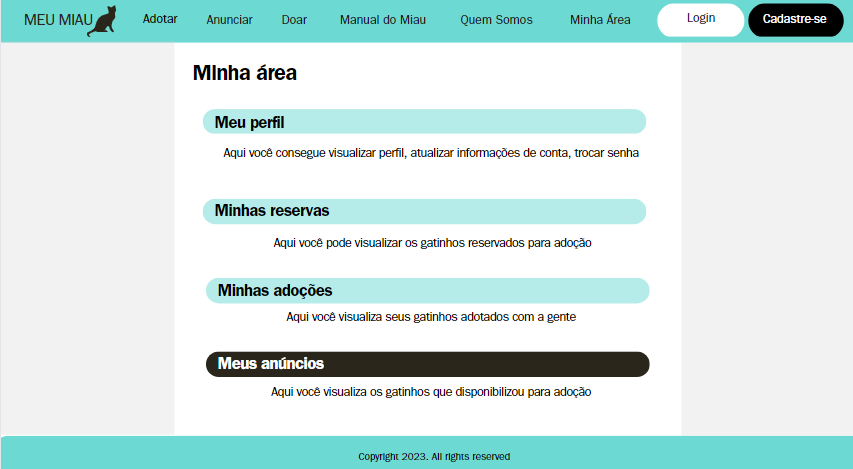 MEU MIAU
Adotar
Anunciar
Doar
Manual do Miau
Quem Somos
Minha Área
Login
Cadastre-se
MInha área
Meu perfil
Aqui você consegue visualizar perfil, atualizar informações de conta, trocar senha
Minhas reservas
Aqui você pode visualizar os gatinhos reservados para adoção
Minhas adoções
Aqui você visualiza seus gatinhos adotados com a gente
Meus anúncios
Aqui você visualiza os gatinhos que disponibilizou para adoção
Copyright 2023. All rights reserved